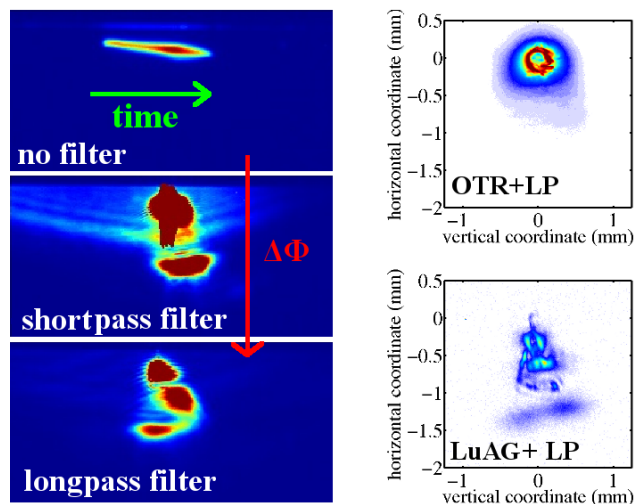 time
no filter
shortpass filter
ΔΦ
longpass filter
0.5
0
−0.5
−1
−1.5
−2
horizontal coordinate (mm)
OTR+LP
−1
0
1
vertical coordinate (mm)
0.5
0
−0.5
−1
−1.5
−2
horizontal coordinate (mm)
LuAG+ LP
−1
0
1
vertical coordinate (mm)